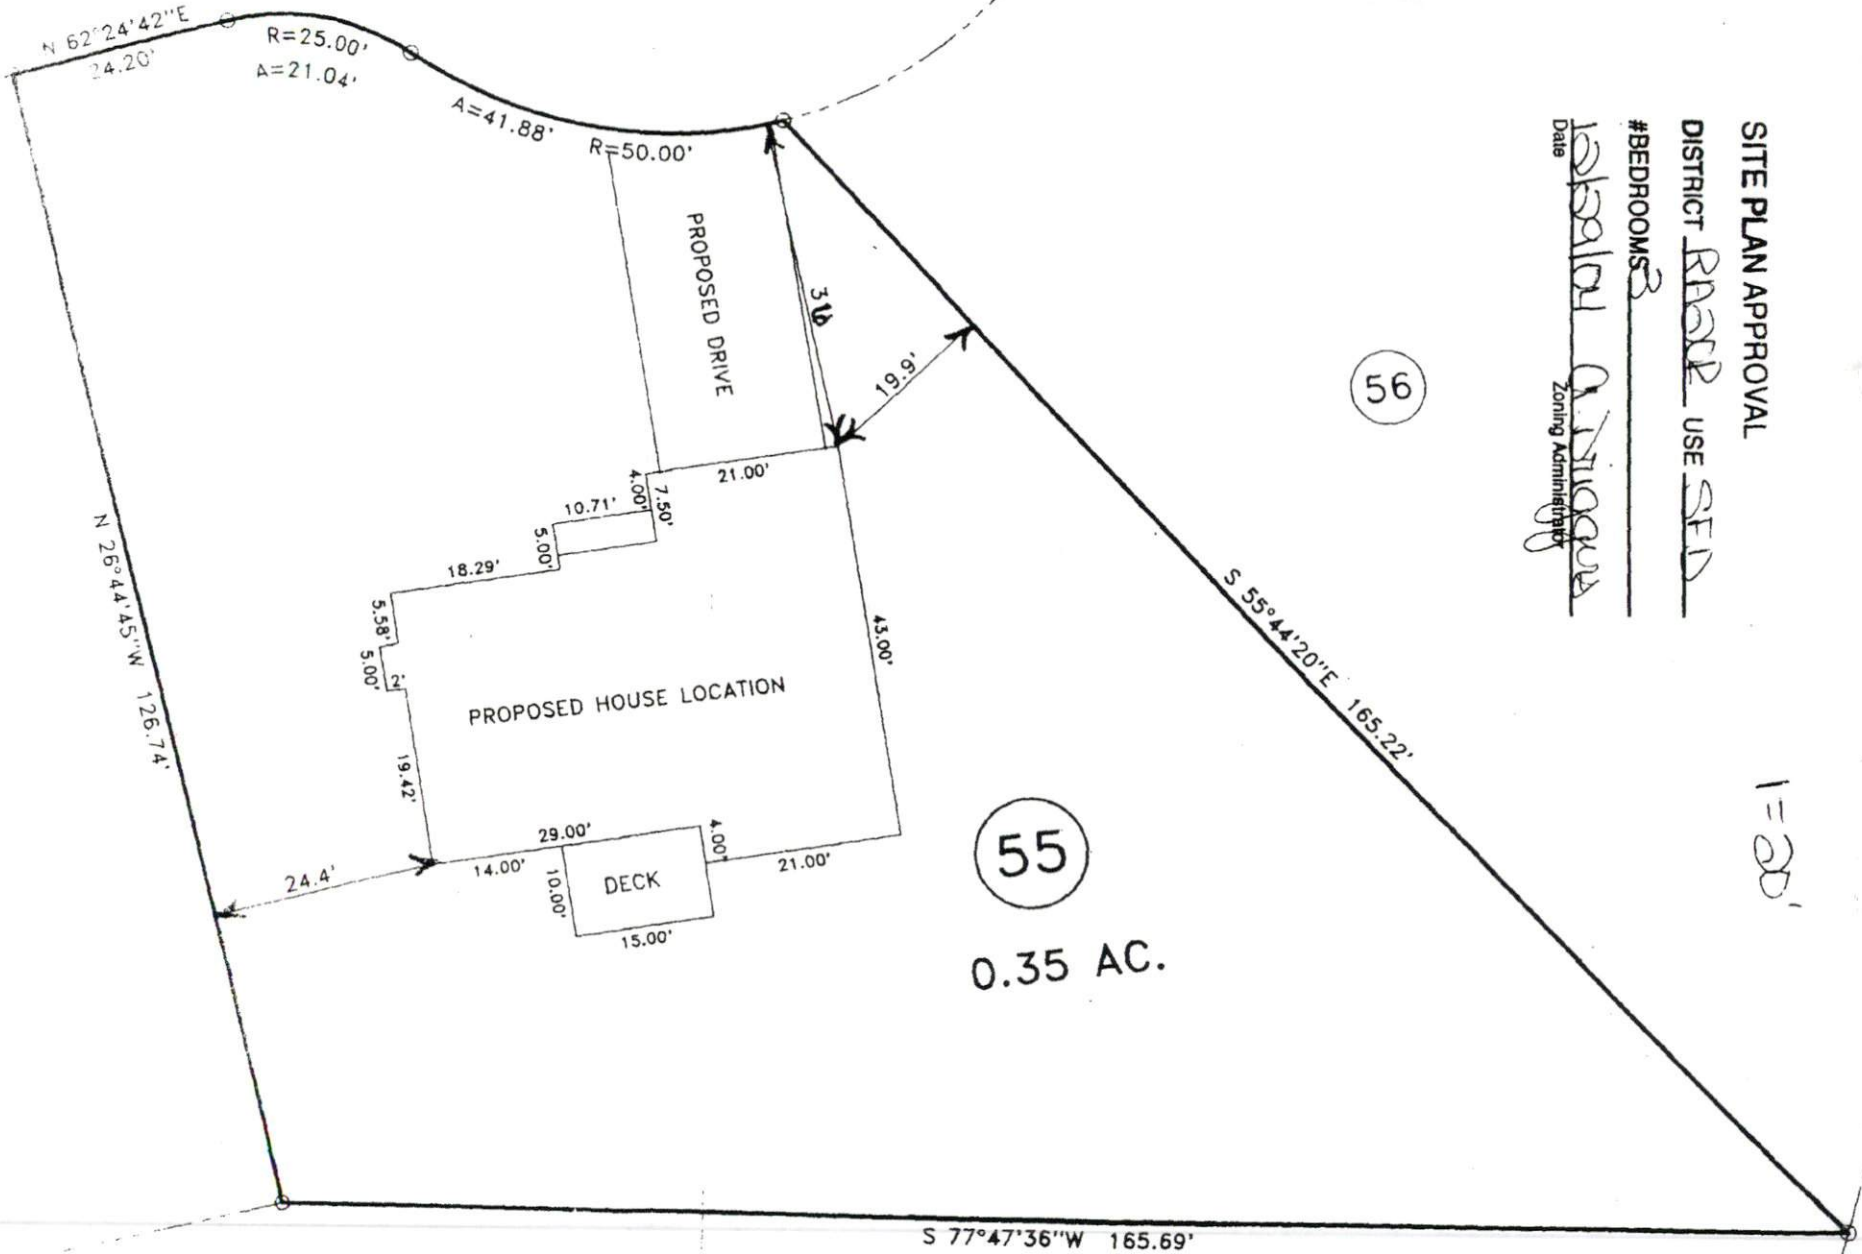 N 62°24'42"E
24.20'
R=25.00'
A=21.04'
A=41.88'
R=50.00'
PROPOSED DRIVE
36
19.9'
21.00'
4.00'
7.50'
10.71'
5.00'
18.29'
5.58'
5.00'
2'
43.00'
PROPOSED HOUSE LOCATION
19.42'
29.00'
14.00'
4.00'
21.00'
24.4'
10.00'
DECK
15.00'
N 26°44'45"W 126.74'
55
0.35 AC.
56
S 55°44'20"E 165.22'
S 77°47'36"W 165.69'
SITE PLAN APPROVAL
DISTRICT RA20R USE SFD
#BEDROOMS 3
Date Zoning Administrator
1=20'